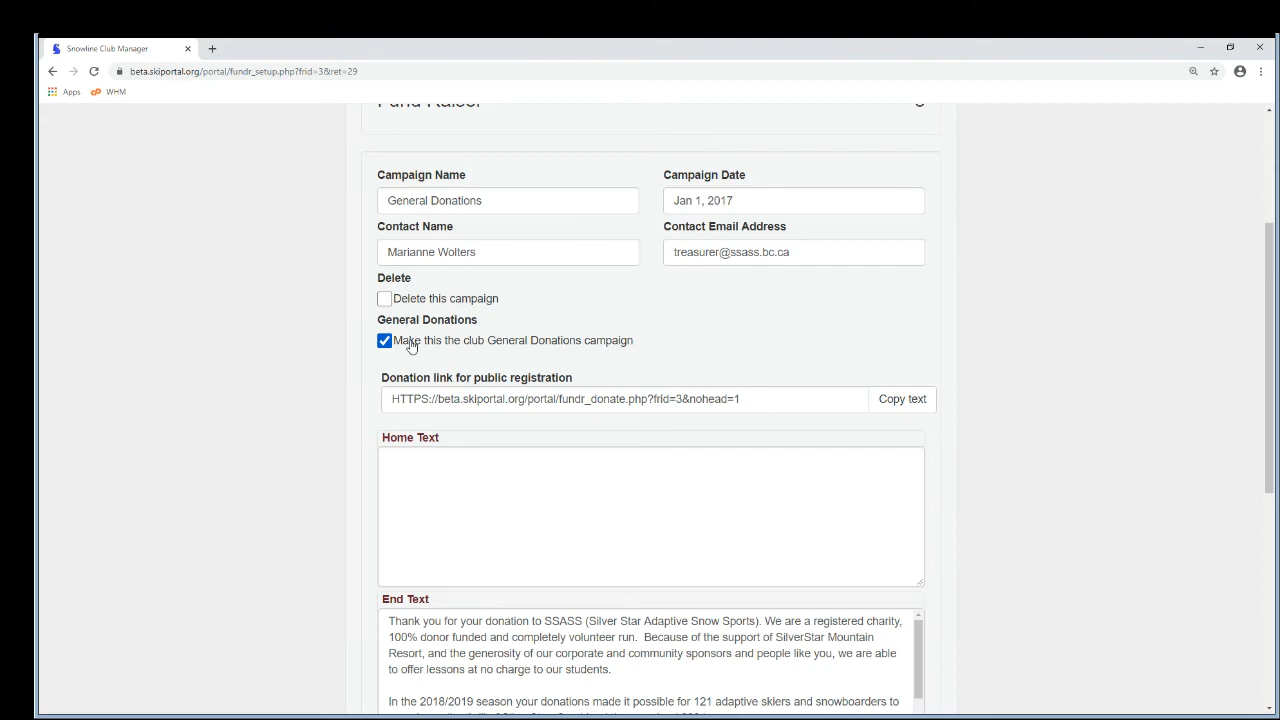 Snowline Club Manager
beta.skiportal.org/portal/fundr_setup.php?frid=3&ret=29
Apps WHM
Fund Raiser
Campaign Name Campaign Date
General Donations Jan 1, 2017
Contact Name Contact Email Address
Marianne Wolters treasurer@ssass.bc.ca
Delete
Delete this campaign
General Donations
Make this the club General Donations campaign
Donation link for public registration
HTTPS://beta.skiportal.org/portal/fundr_donate.php?frid=3&nohead=1 Copy text
Home Text
End Text
Thank you for your donation to SSASS (Silver Star Adaptive Snow Sports). We are a registered charity,
100% donor funded and completely volunteer run. Because of the support of SilverStar Mountain
Resort, and the generosity of our corporate and community sponsors and people like you, we are able
to offer lessons at no charge to our students.
In the 2018/2019 season your donations made it possible for 121 adaptive skiers and snowboarders to